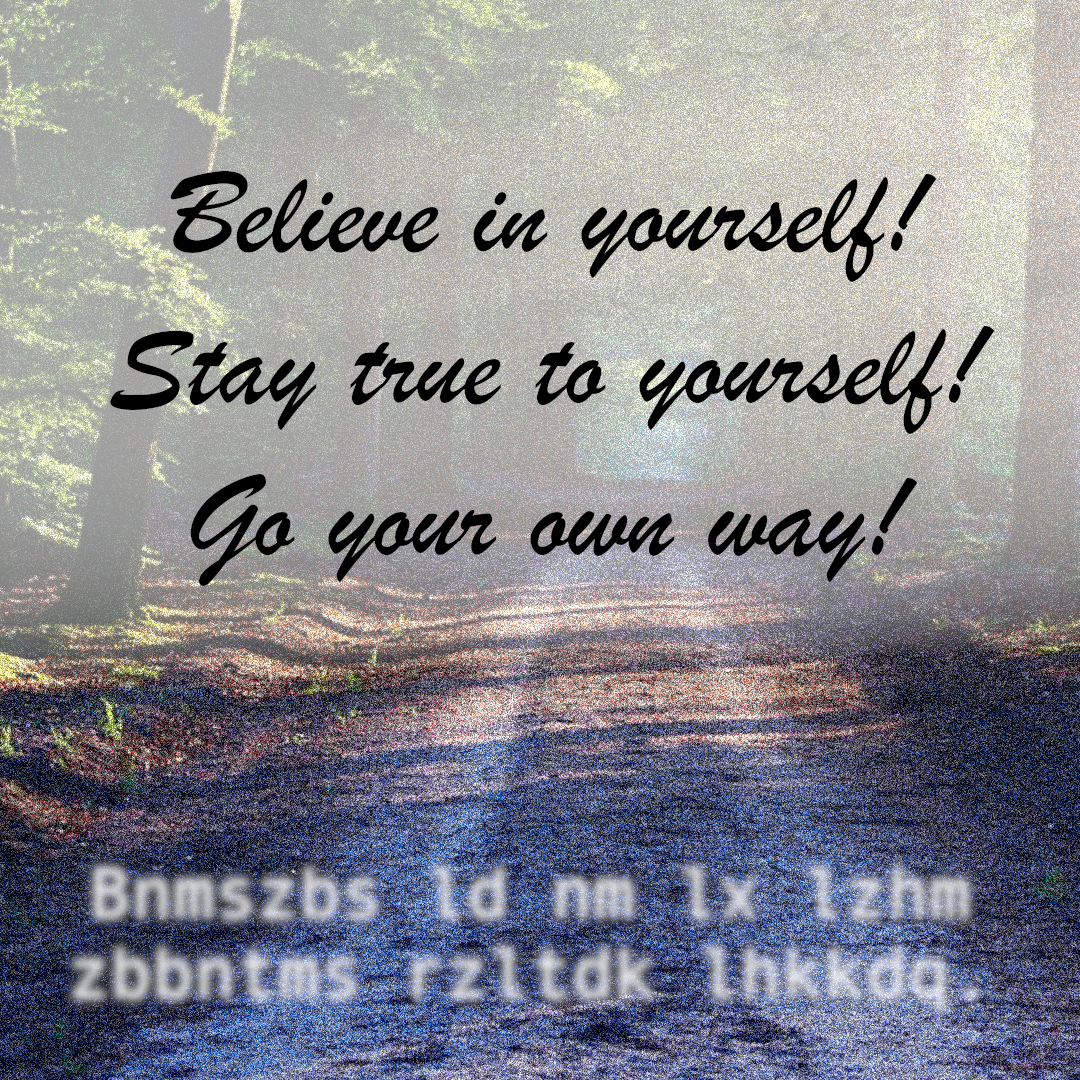 Believe in yourself!
Stay true to yourself!
Go your own way!
Bnmszbs ld nm lx lzhm
zbbntms rzltdk lhkkdq.